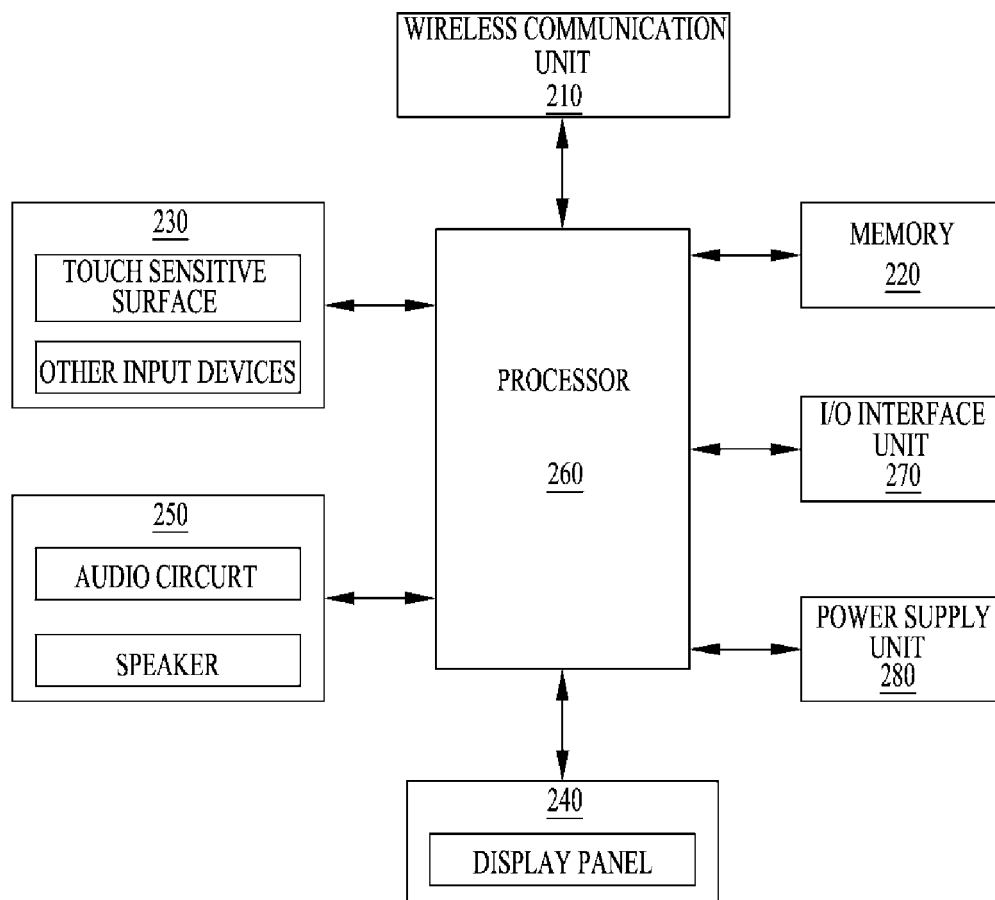 WIRELESS COMMUNICATION
UNIT
210
230
TOUCH SENSITIVE
SURFACE
OTHER INPUT DEVICES
MEMORY
220
PROCESSOR
260
I/O INTERFACE
UNIT
270
250
AUDIO CIRCURT
SPEAKER
POWER SUPPLY
UNIT
280
240
DISPLAY PANEL